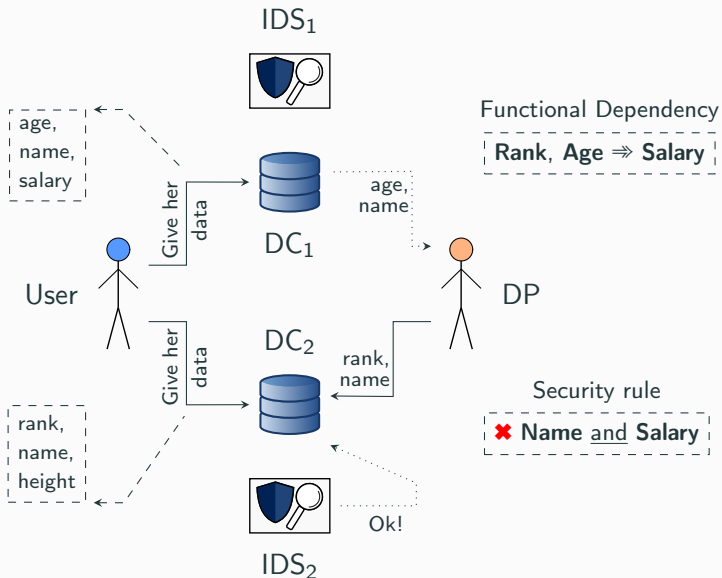 IDS₁
age,
name,
salary
Functional Dependency
Rank, Age ⇛ Salary
Give her
data
age,
name
DC₁
User
DP
DC₂
Give her
data
rank,
name
Security rule
✖ Name and Salary
rank,
name,
height
Ok!
IDS₂